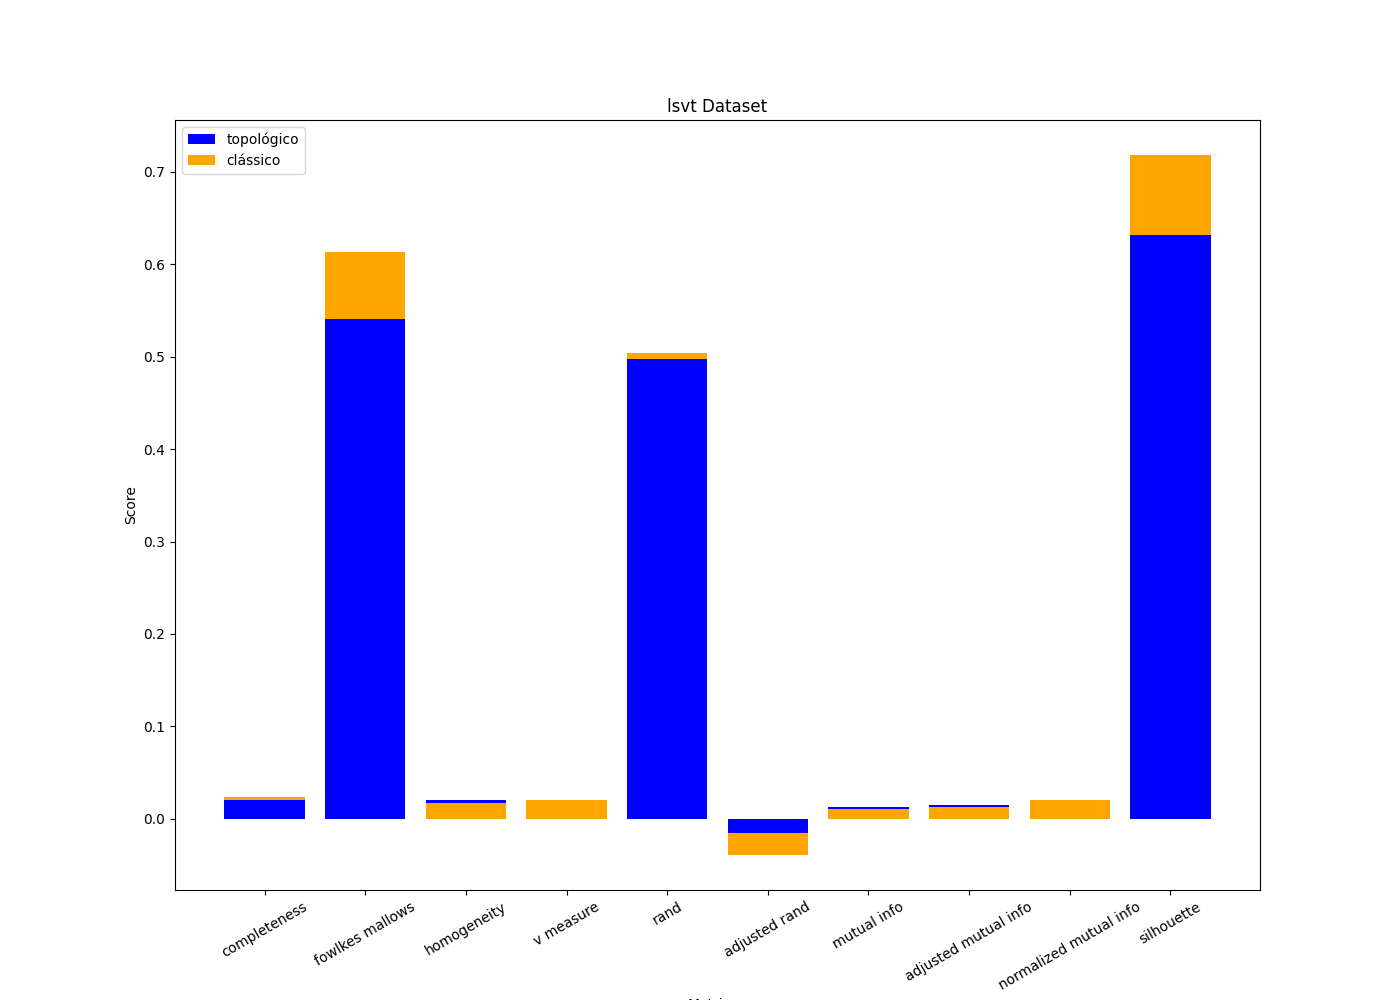 lsvt Dataset
topológico
clássico
0.7
0.6
0.5
0.4
0.3
0.2
0.1
0.0
Score
completeness
fowlkes mallows
homogeneity
v measure
rand
adjusted rand
mutual info
adjusted mutual info
normalized mutual info
silhouette